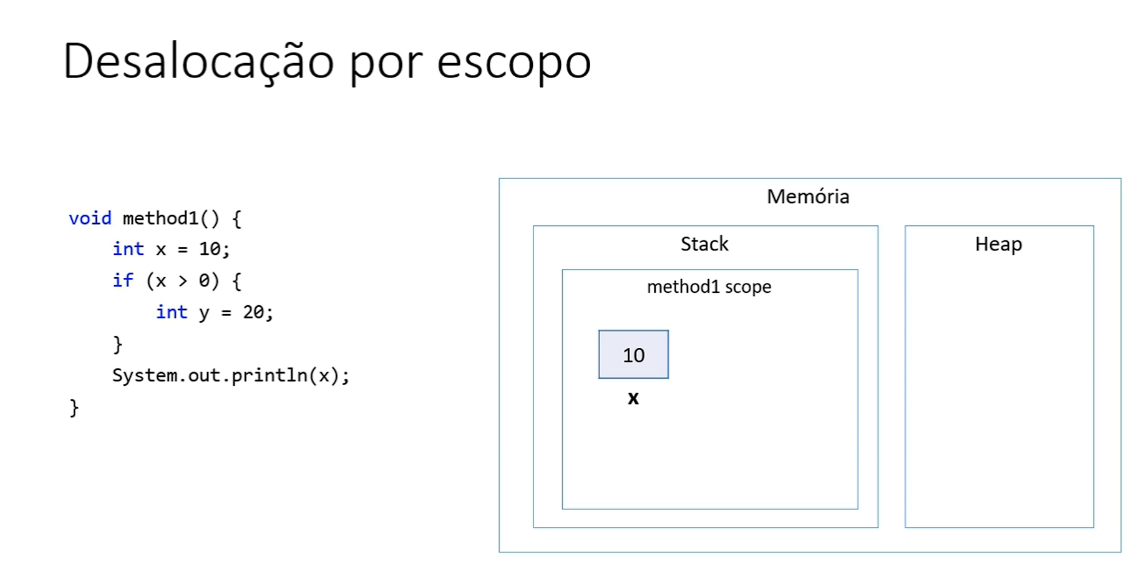 Desalocação por escopo
void method1() {
    int x = 10;
    if (x > 0) {
        int y = 20;
    }
    System.out.println(x);
}
Memória
Stack
method1 scope
10
x
Heap